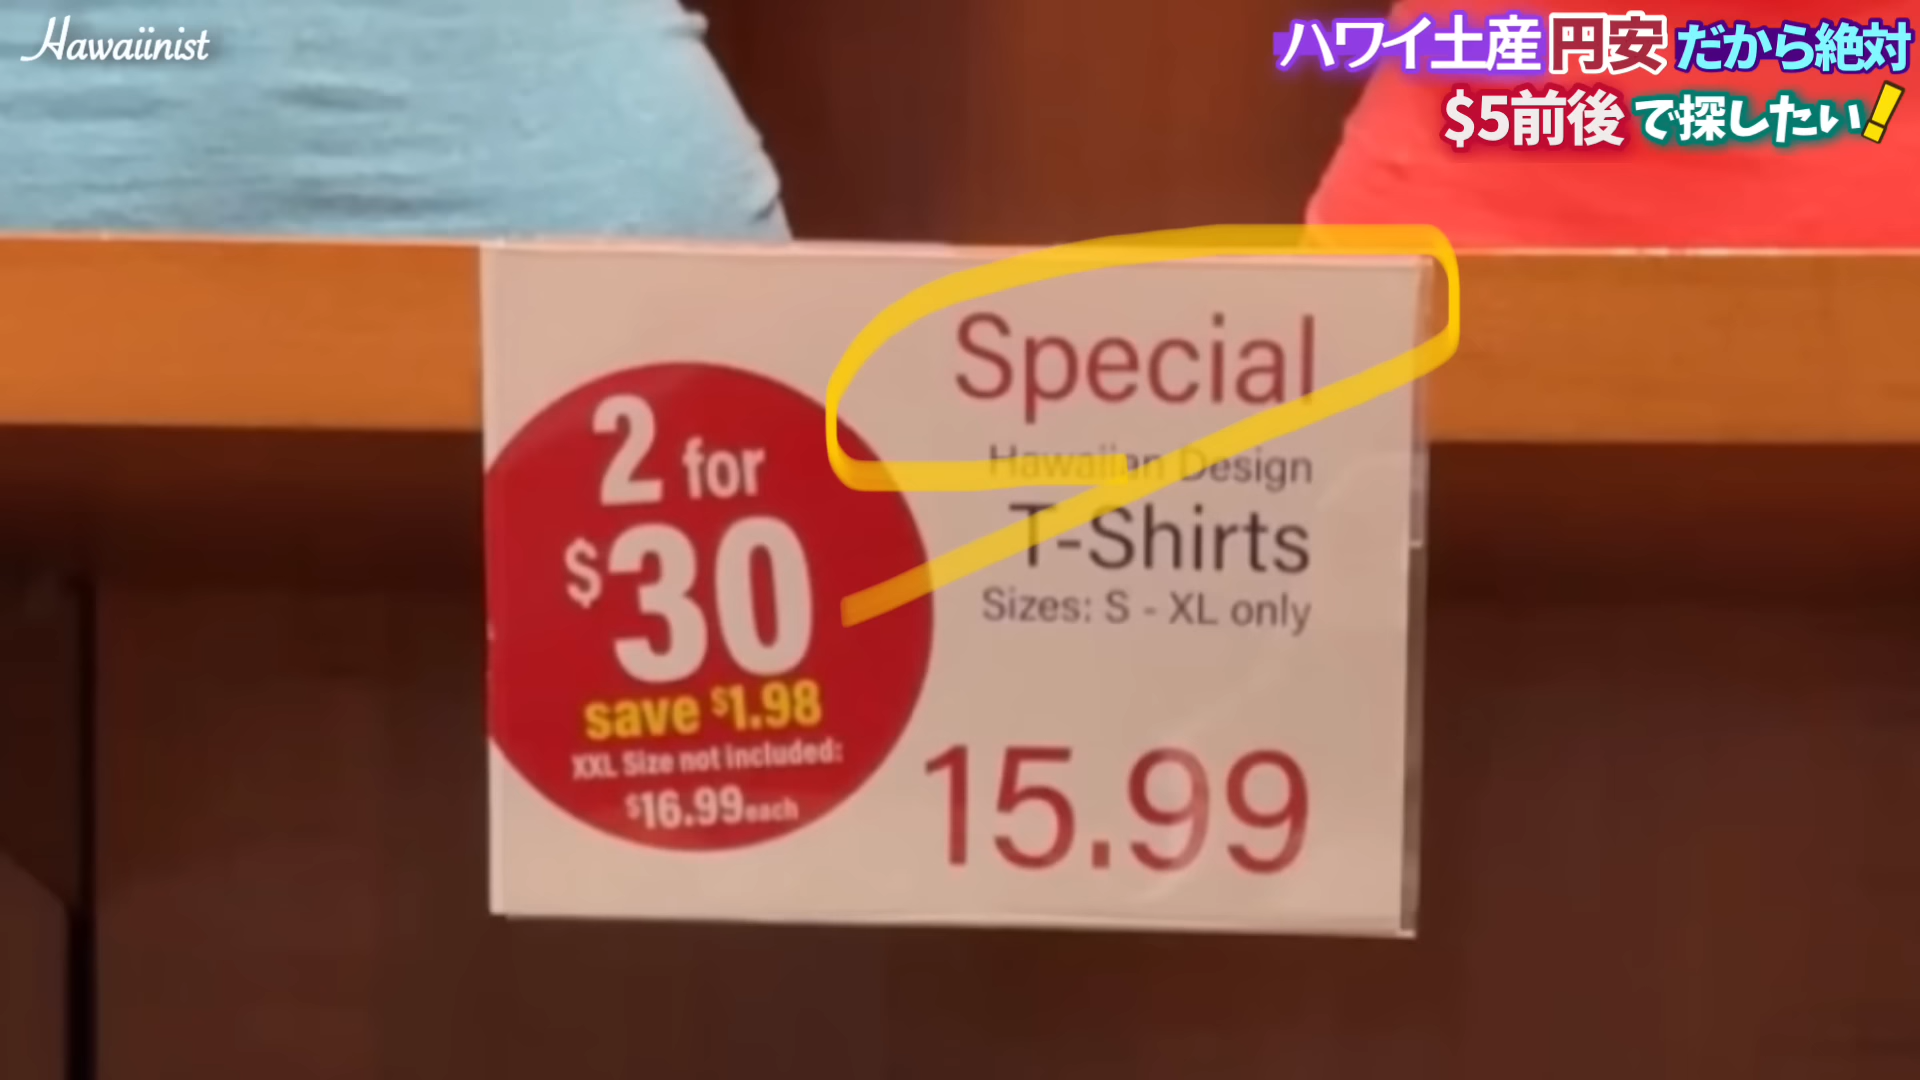 Hawaiinist
ハワイ土産 円安 だから絶対
$5前後で探したい!
Special
Hawaiian Design
T-Shirts
Sizes: S - XL only
15.99
2 for
$30
save $1.98
XXL Size not included:
$16.99 each